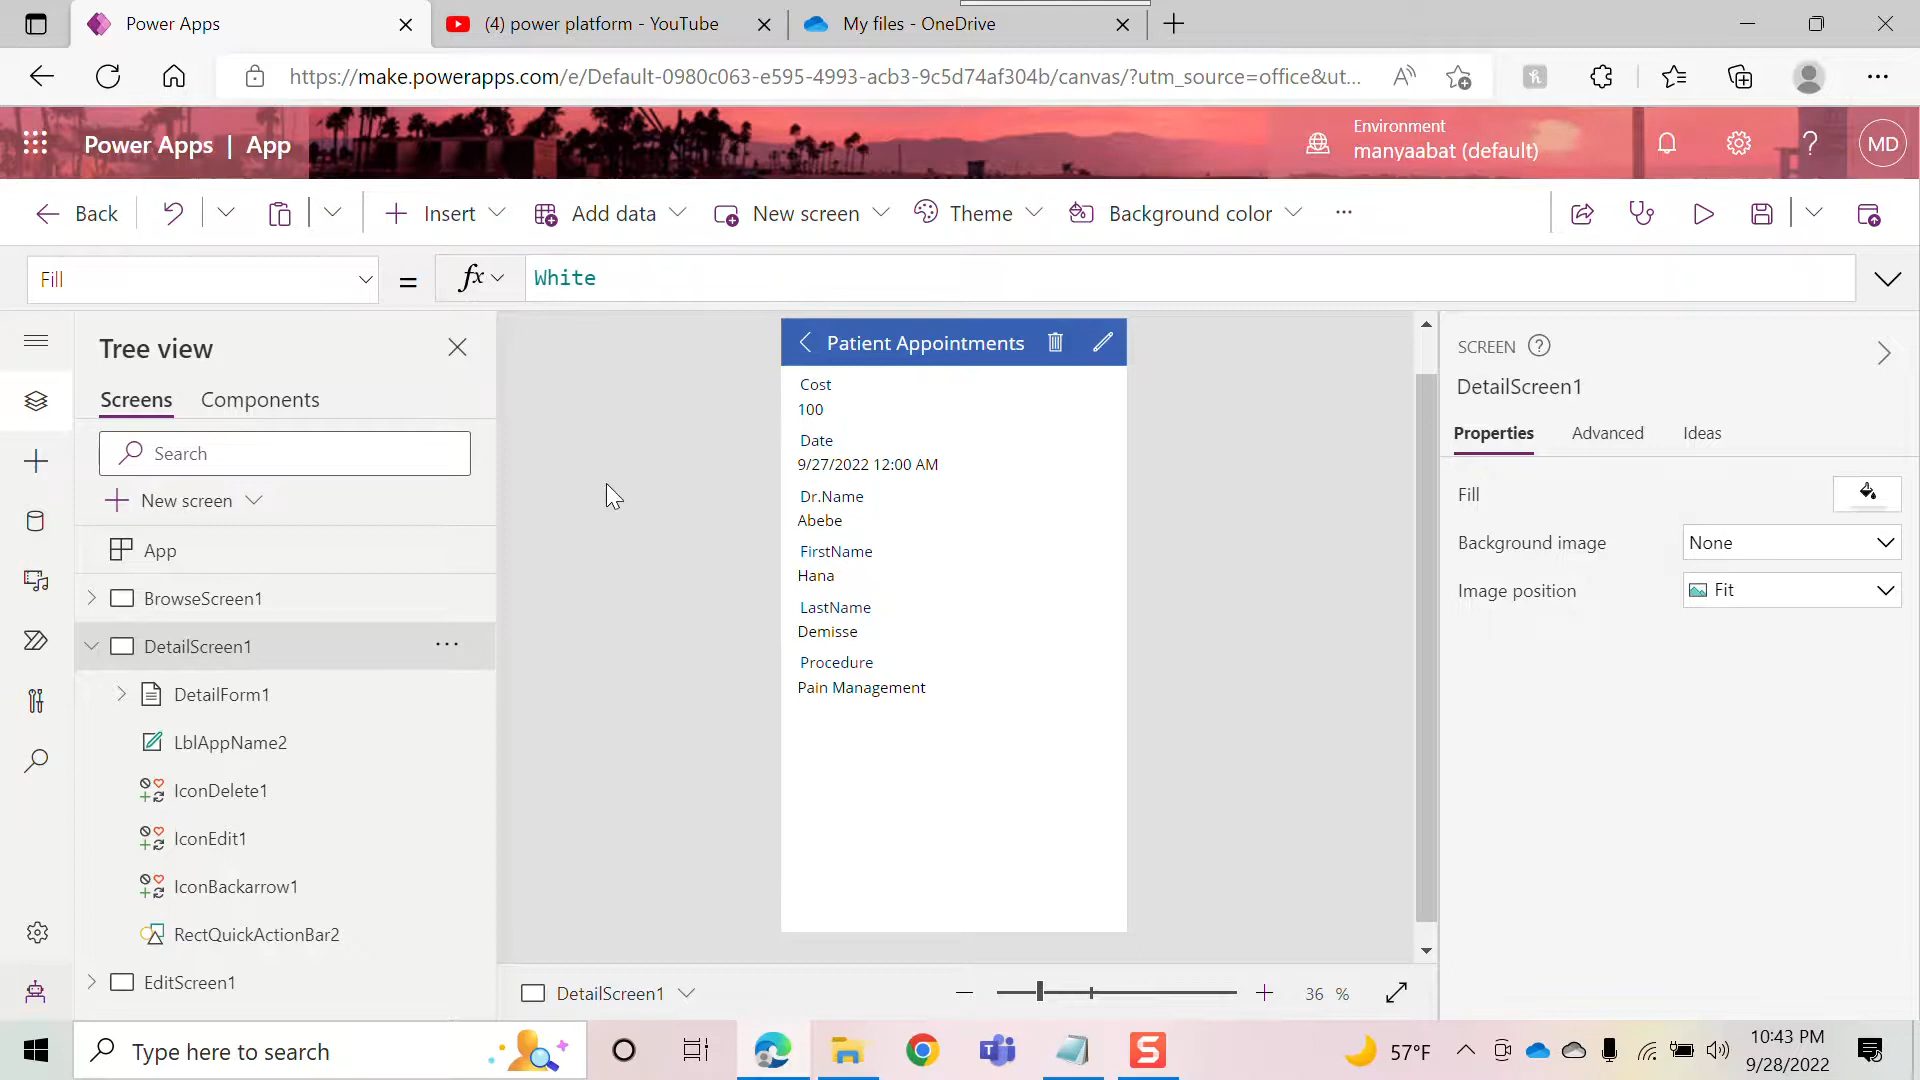 Power Apps
(4) power platform - YouTube
My files - OneDrive
https://make.powerapps.com/e/Default-0980c063-e595-4993-acb3-9c5d74af304b/canvas/?utm_source=office&ut...
Power Apps | App
Environment
manyaabat (default)
MD
Back
Insert
Add data
New screen
Theme
Background color
Fill
=
fx
White
Tree view
Screens
Components
Search
New screen
App
BrowseScreen1
DetailScreen1
DetailForm1
LblAppName2
IconDelete1
IconEdit1
IconBackarrow1
RectQuickActionBar2
EditScreen1
Patient Appointments
Cost
100
Date
9/27/2022 12:00 AM
Dr.Name
Abebe
FirstName
Hana
LastName
Demisse
Procedure
Pain Management
DetailScreen1
36 %
SCREEN
DetailScreen1
Properties
Advanced
Ideas
Fill
Background image
None
Image position
Fit
Type here to search
57°F
10:43 PM
9/28/2022